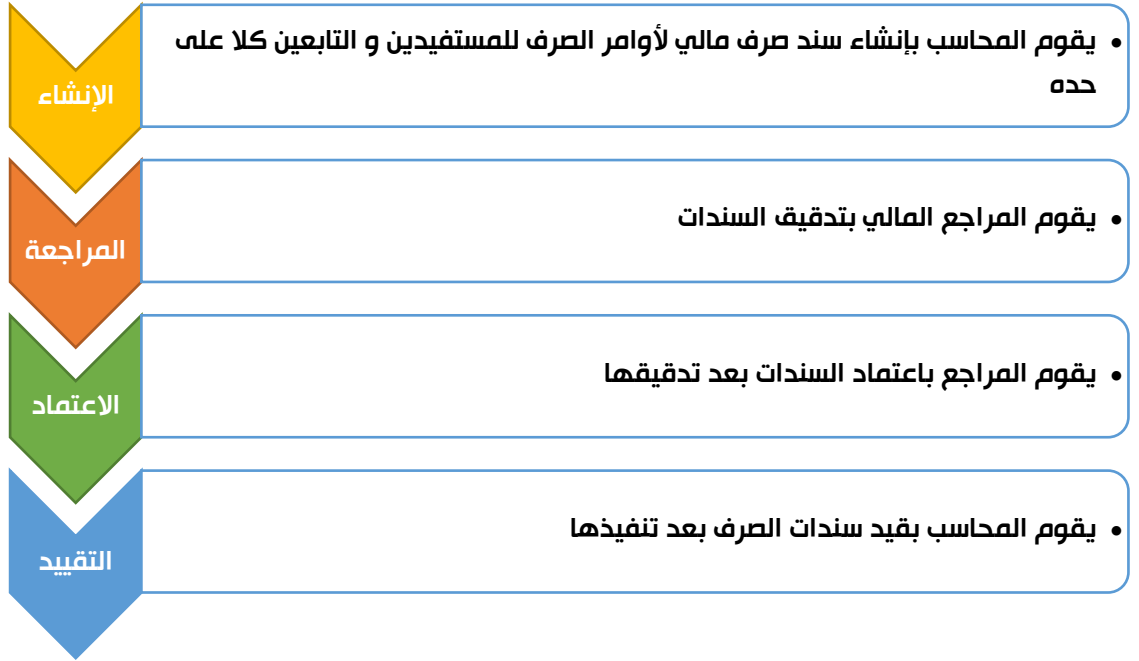 الإنشاء
• يقوم المحاسب بإنشاء سند صرف مالي لأوامر الصرف للمستفيدين و التابعين كلا على
حده
المراجعة
• يقوم المراجع المالي بتدقيق السندات
الاعتماد
• يقوم المراجع باعتماد السندات بعد تدقيقها
التقييد
• يقوم المحاسب بقيد سندات الصرف بعد تنفيذها